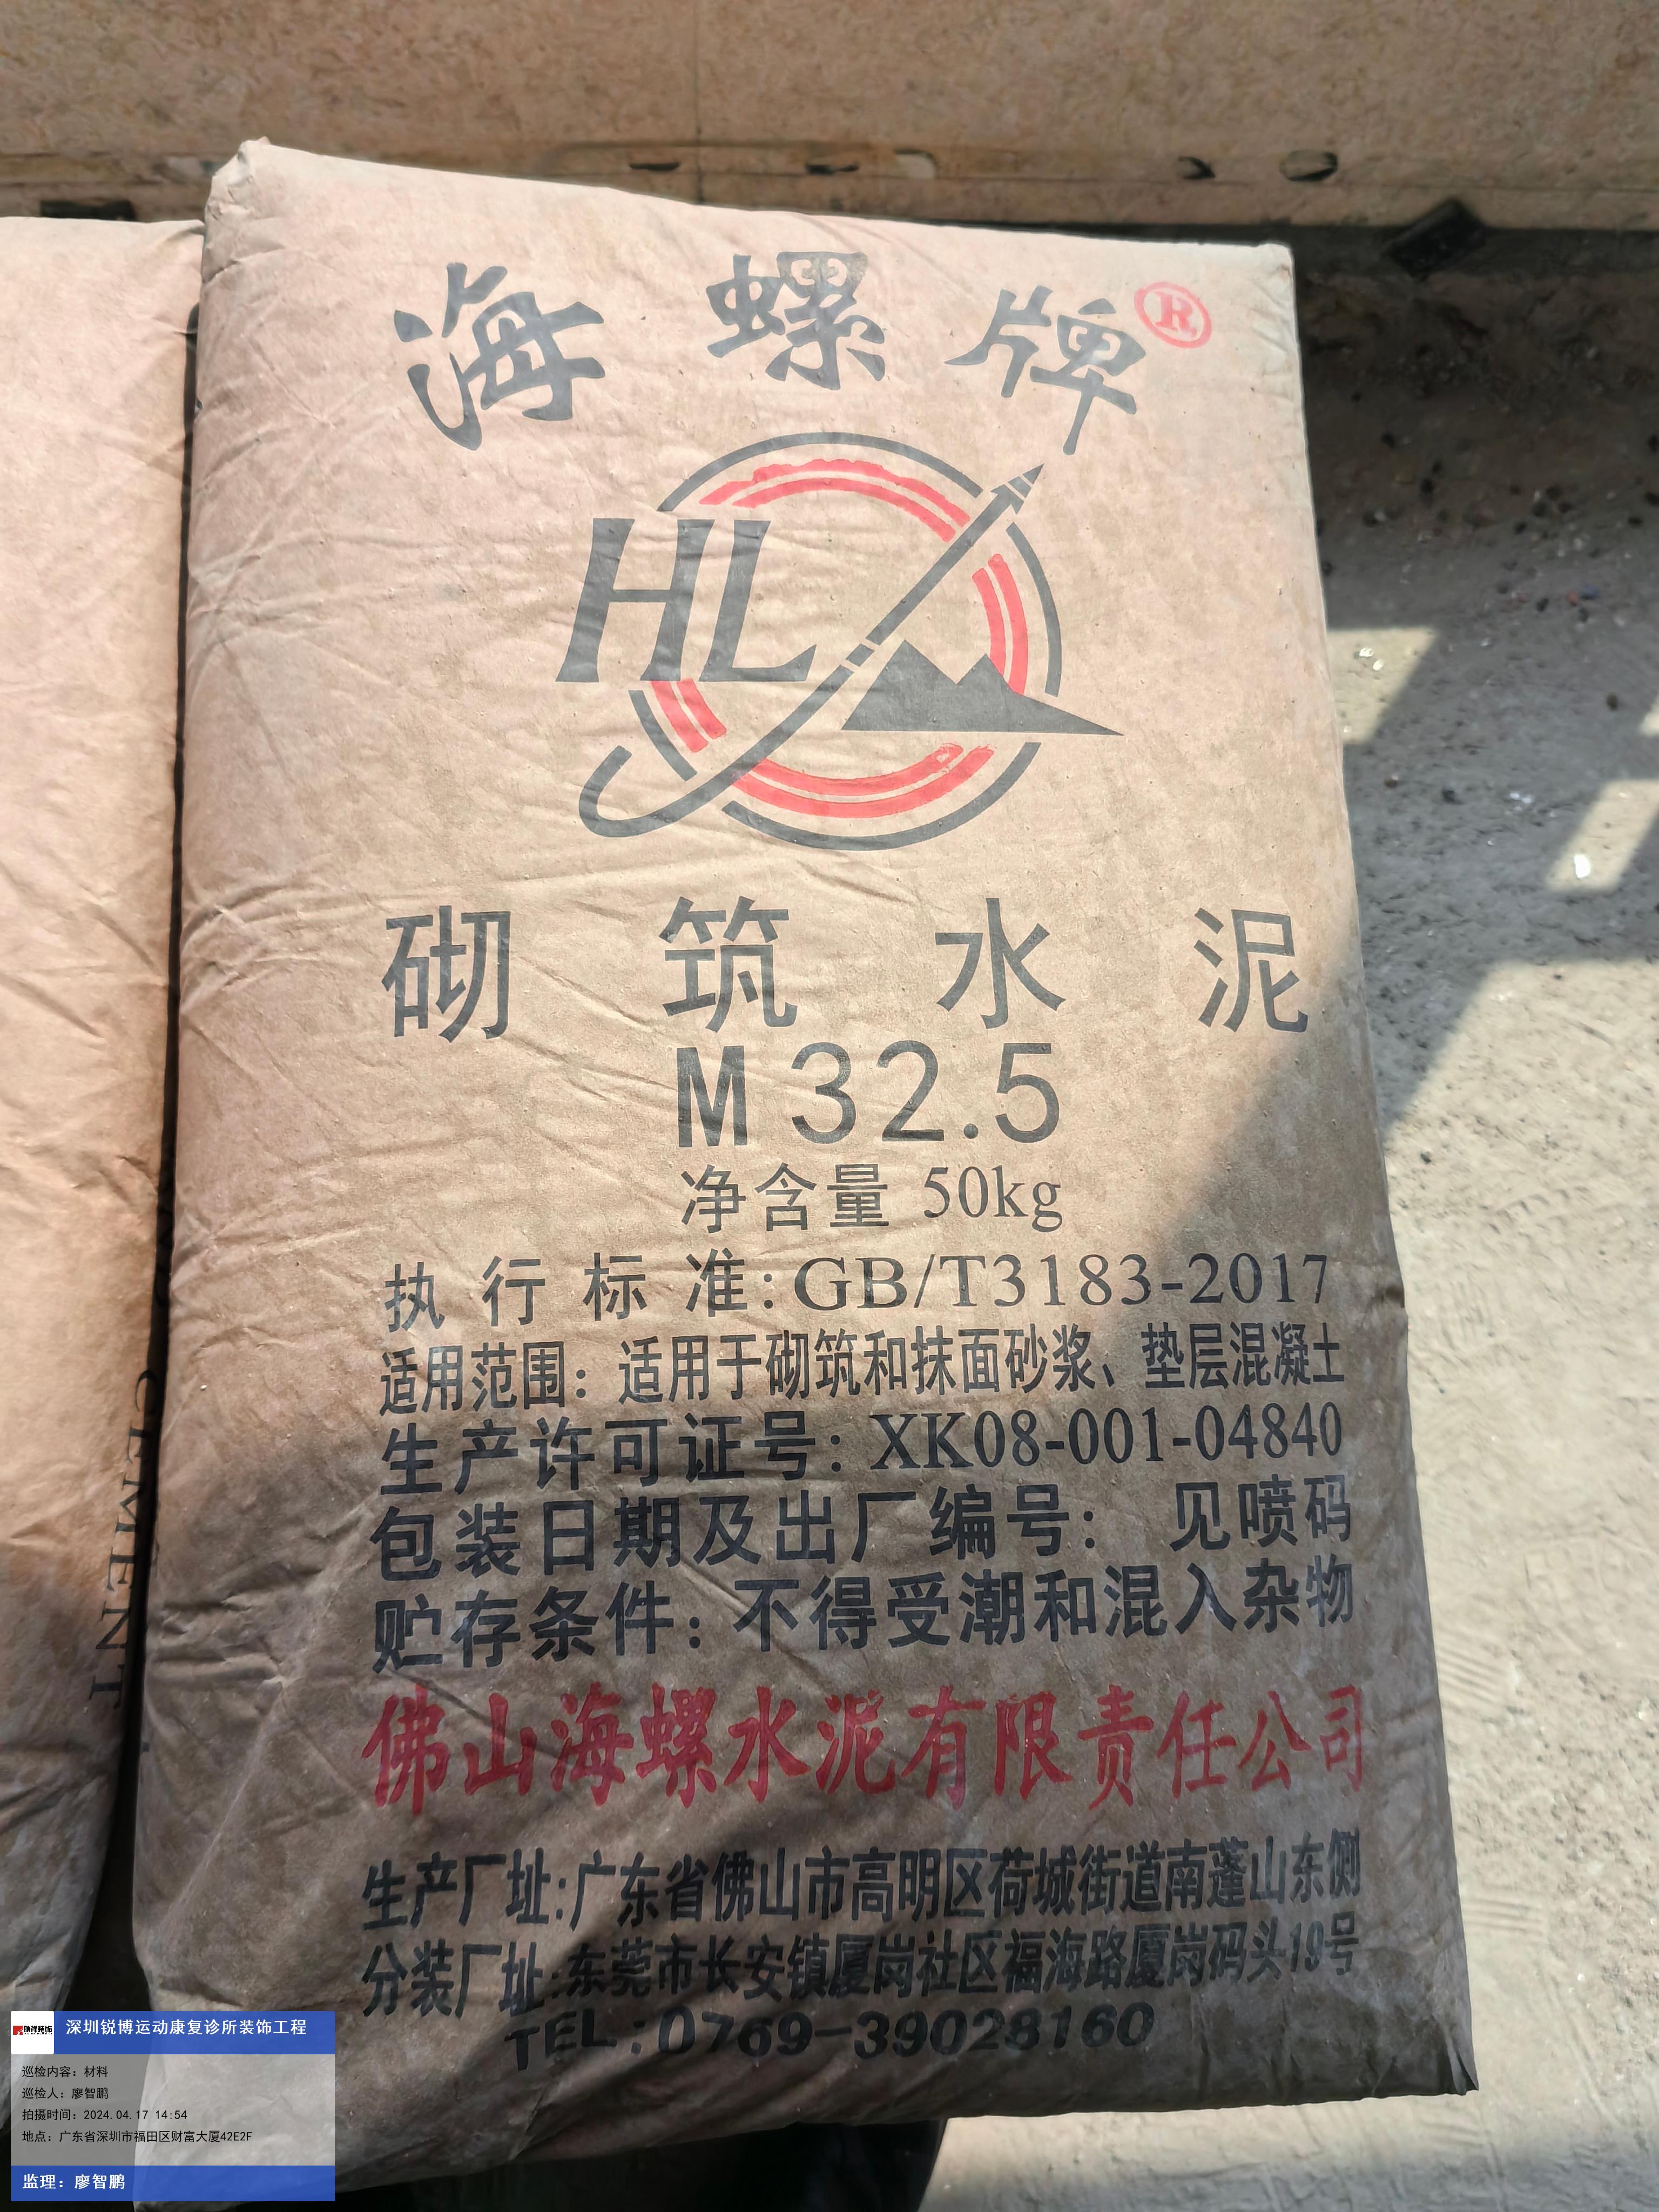 海螺牌®
HL
砌筑水泥
M32.5
净含量 50kg
执行标准:GB/T3183-2017
适用范围:适用于砌筑和抹面砂浆、垫层混凝土
生产许可证号:XK08-001-04840
包装日期及出厂编号: 见喷码
贮存条件:不得受潮和混入杂物
佛山海螺水泥有限责任公司
生产厂址:广东省佛山市高明区荷城街道南蓬山东侧
分装厂址:东莞市长安镇厦岗社区福海路厦岗码头19号
TEL:0769-39028160
CEMENT
深圳锐博运动康复诊所装饰工程
巡检内容:材料
巡检人:廖智鹏
拍摄时间:2024.04.17 14:54
地点:广东省深圳市福田区财富大厦42E2F
监理:廖智鹏